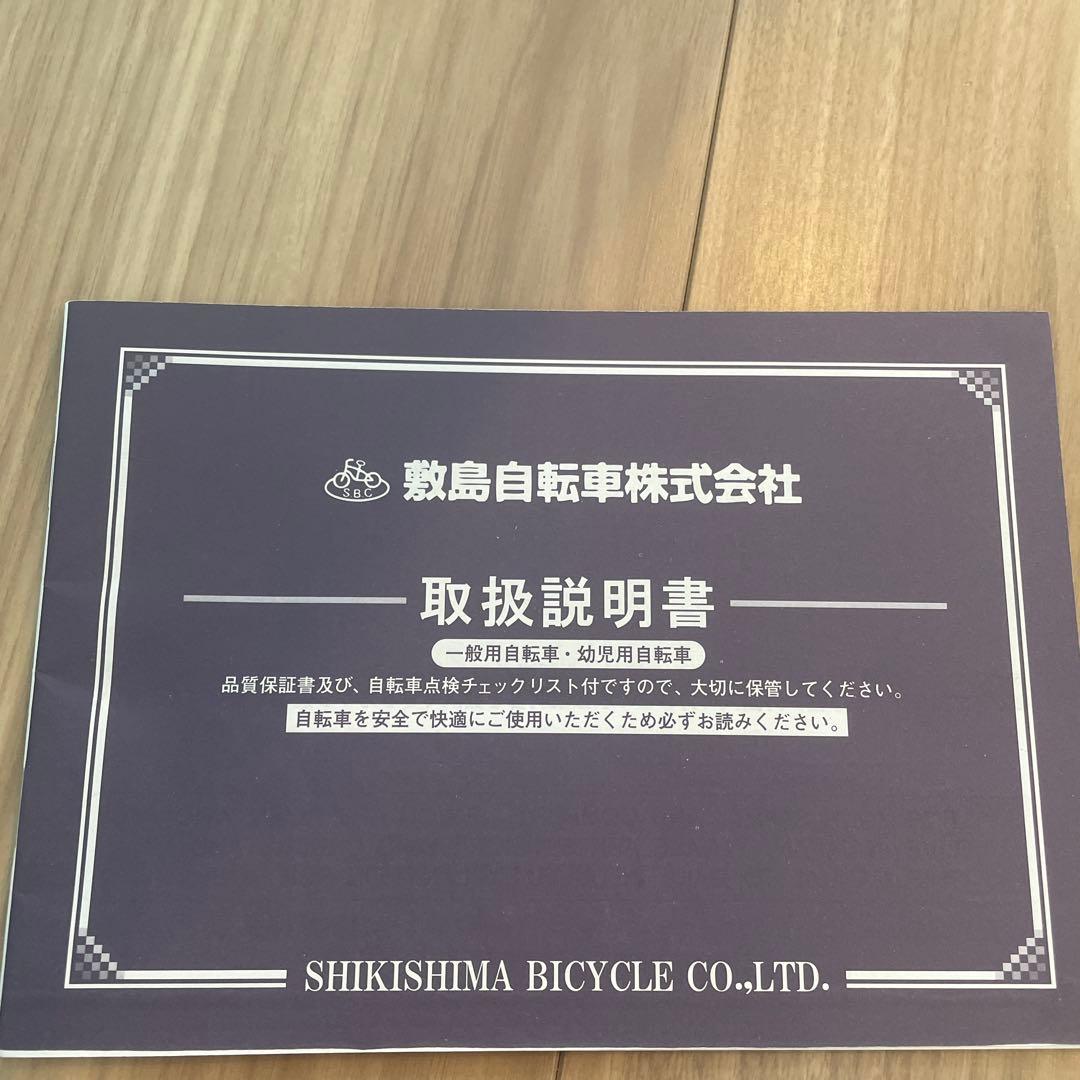 SBC
敷島自転車株式会社
取扱説明書
一般用自転車・幼児用自転車
品質保証書及び、自転車点検チェックリスト付ですので、大切に保管してください。
自転車を安全で快適にご使用いただくため必ずお読みください。
SHIKISHIMA BICYCLE CO.,LTD.